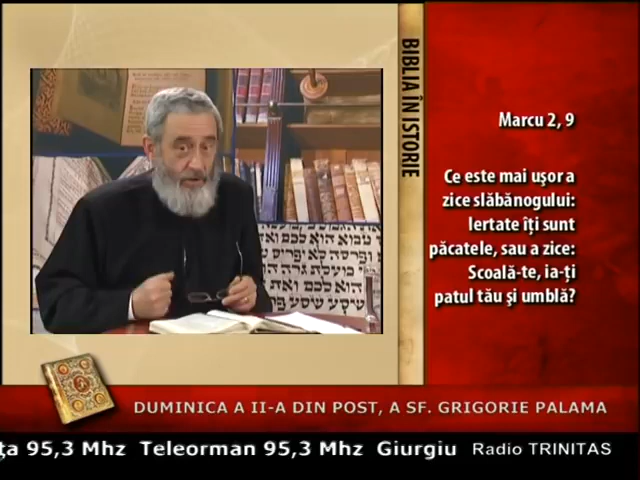 BIBLIA ÎN ISTORIE
Marcu 2, 9
Ce este mai uşor a
zice slăbănogului:
Iertate îţi sunt
păcatele, sau a zice:
Scoală-te, ia-ţi
patul tău şi umblă?
DUMINICA A II-A DIN POST, A SF. GRIGORIE PALAMA
ţa 95,3 Mhz Teleorman 95,3 Mhz Giurgiu Radio TRINITAS